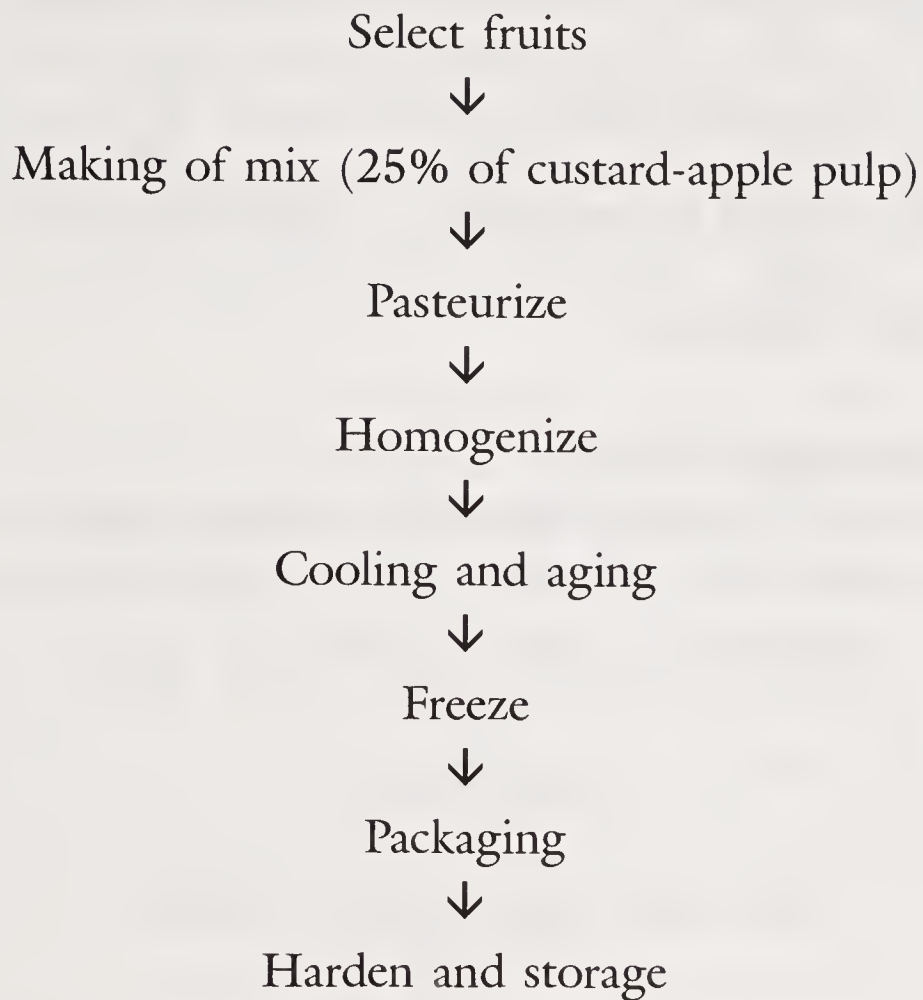 Select fruits
↓
Making of mix (25% of custard-apple pulp)
↓
Pasteurize
↓
Homogenize
↓
Cooling and aging
↓
Freeze
↓
Packaging
↓
Harden and storage